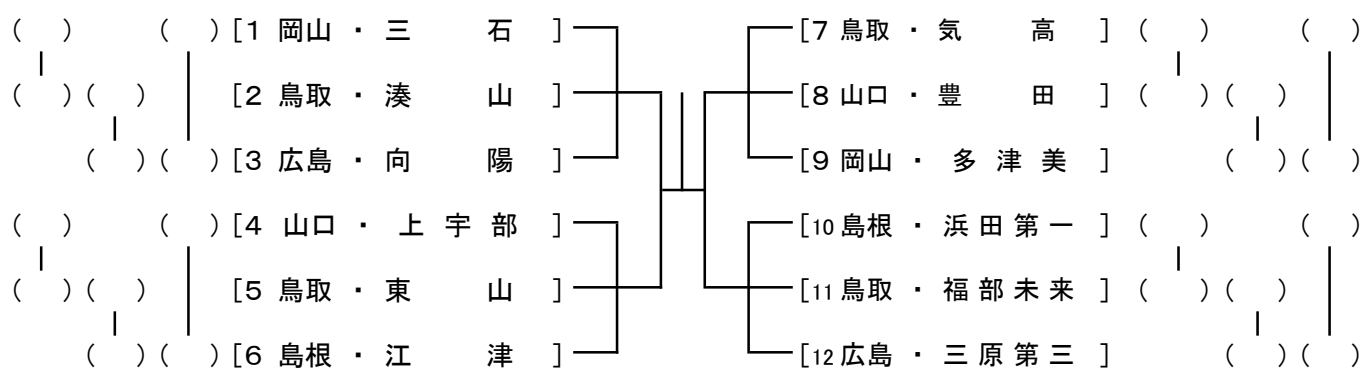 (　) (　) [1 岡山 ・ 三石] [7 鳥取 ・ 気高] (　) (　)
(　) (　) [2 鳥取 ・ 湊山] [8 山口 ・ 豊田] (　) (　)
(　) (　) [3 広島 ・ 向陽] [9 岡山 ・ 多津美] (　) (　)
(　) (　) [4 山口 ・ 上宇部] [10 島根 ・ 浜田第一] (　) (　)
(　) (　) [5 鳥取 ・ 東山] [11 鳥取 ・ 福部未来] (　) (　)
(　) (　) [6 島根 ・ 江津] [12 広島 ・ 三原第三] (　) (　)